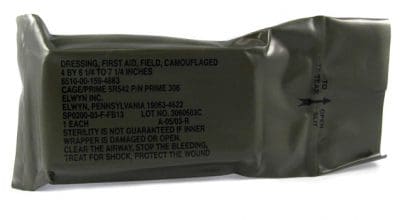 DRESSING, FIRST AID, FIELD, CAMOUFLAGED
4 BY 6 1/4 TO 7 1/4 INCHES
6510-00-159-4883
CAGE/PRIME 5R542 P/N PRIME 306
ELWYN INC.
ELWYN, PENNSYLVANIA 19063-4622
SP0200-03-F-FB13 LOT NO. 3060603C
1 EACH A-05/03-R
STERILITY IS NOT GUARANTEED IF INNER
WRAPPER IS DAMAGED OR OPEN.
CLEAR THE AIRWAY, STOP THE BLEEDING,
TREAT FOR SHOCK, PROTECT THE WOUND
TO OPEN
TEAR
SLIT